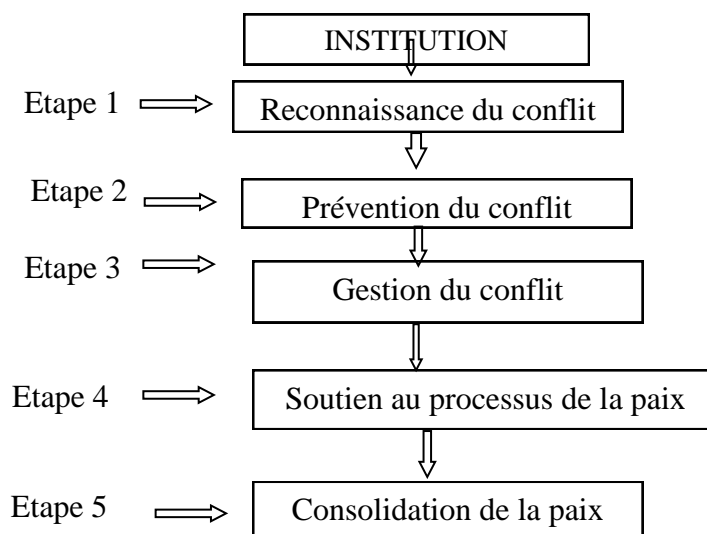 INSTITUTION
Etape 1
Reconnaissance du conflit
Etape 2
Prévention du conflit
Etape 3
Gestion du conflit
Etape 4
Soutien au processus de la paix
Etape 5
Consolidation de la paix